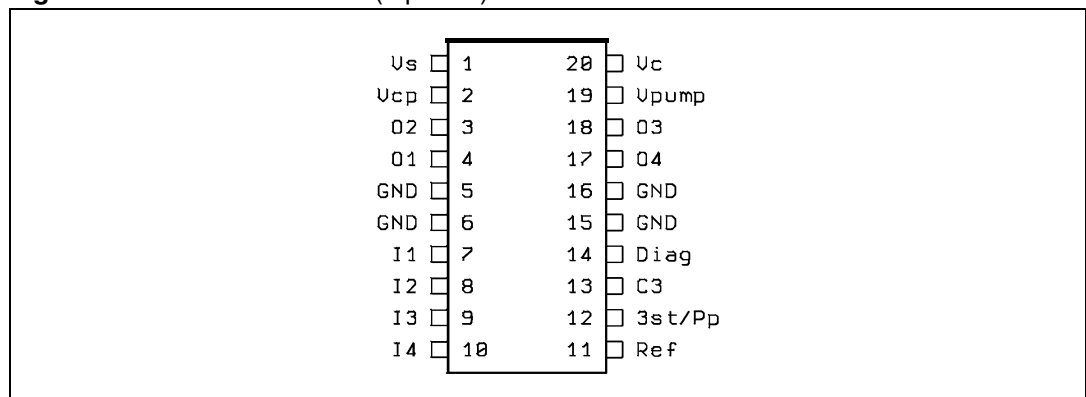 Vs 1 20 Vc
Vcp 2 19 Vpump
O2 3 18 O3
O1 4 17 O4
GND 5 16 GND
GND 6 15 GND
I1 7 14 Diag
I2 8 13 C3
I3 9 12 3st/Pp
I4 10 11 Ref